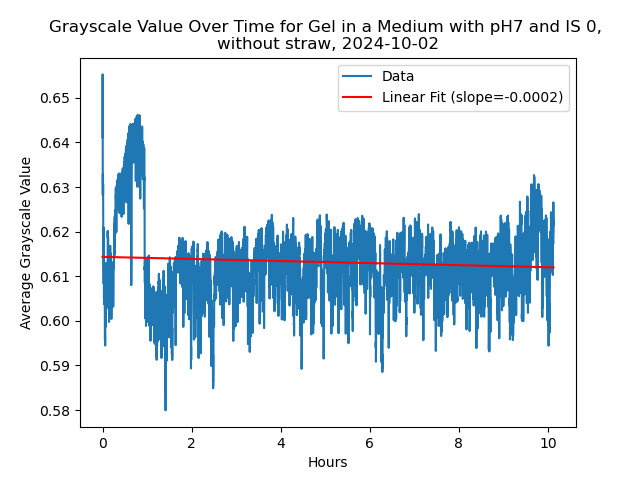 Grayscale Value Over Time for Gel in a Medium with pH7 and IS 0,
without straw, 2024-10-02
Data
Linear Fit (slope=-0.0002)
Average Grayscale Value
0.65
0.64
0.63
0.62
0.61
0.60
0.59
0.58
0
2
4
6
8
10
Hours